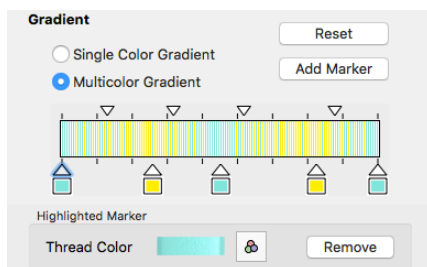 Gradient
Reset
Single Color Gradient
Add Marker
Multicolor Gradient
Highlighted Marker
Thread Color
Remove